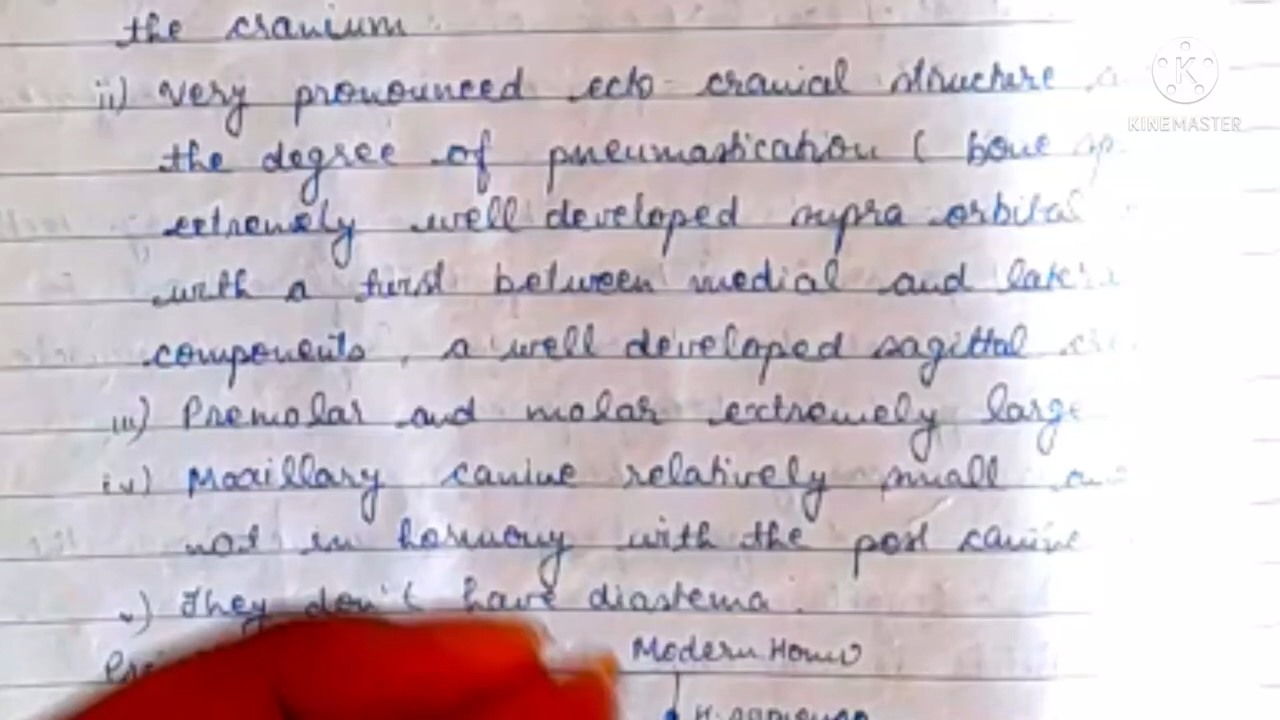 the cranium
ii) very pronounced ecto cranial structure
the degree of pneumastication ( bone
extremely well developed supra orbital
with a between medial and
components, a well developed sagittal
iii) Premolar and molar extremely large
iv) Maxillary canine relatively small
not in harmony with the post canine
v) They don't have diastema.
Modern Homo
KINEMASTER